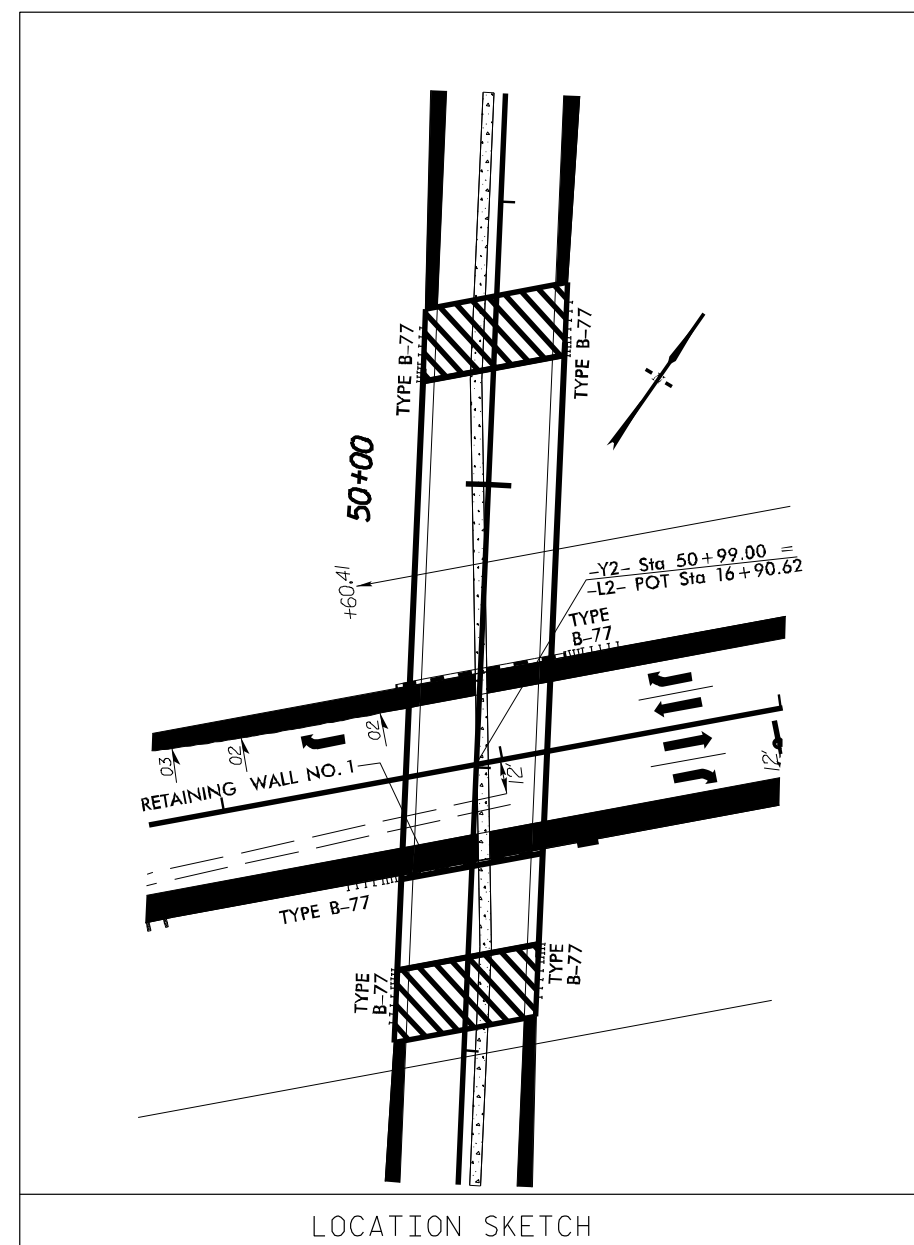 TYPE B-77
TYPE B-77
50+00
+60.41
-Y2- Sta 50+99.00 =
-L2- POT Sta 16+90.62
TYPE
B-77
02
02
03
12'
12'
RETAINING WALL NO. 1
TYPE B-77
TYPE
B-77
TYPE
B-77
LOCATION SKETCH